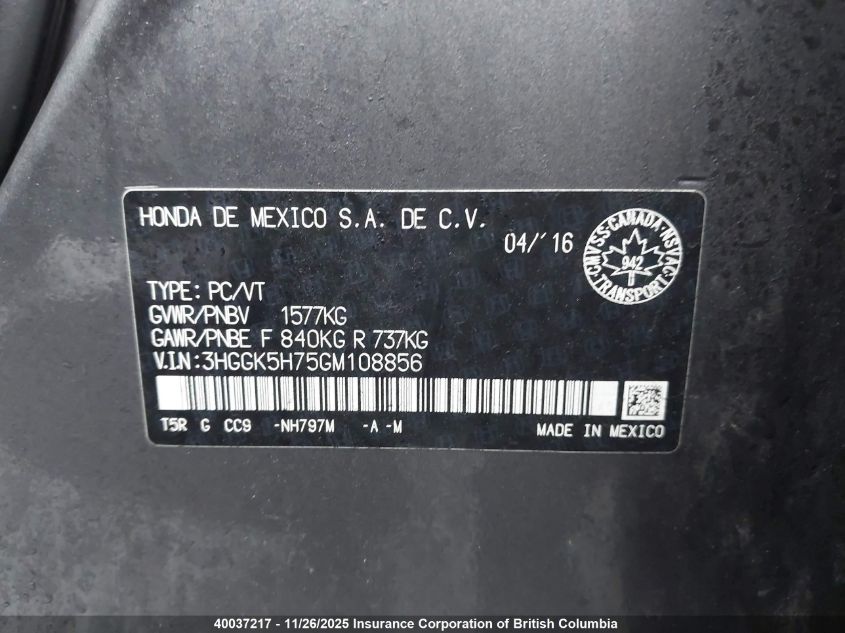 HONDA DE MEXICO S.A. DE C.V.
04/'16
CMVSS-CANADA-NSVAC
942
TRANSPORT
TYPE: PC/VT
GVWR/PNBV 1577KG
GAWR/PNBE F 840KG R 737KG
V.I.N: 3HGGK5H75GM108856
T5R G CC9 -NH797M -A -M
MADE IN MEXICO
40037217 - 11/26/2025 Insurance Corporation of British Columbia